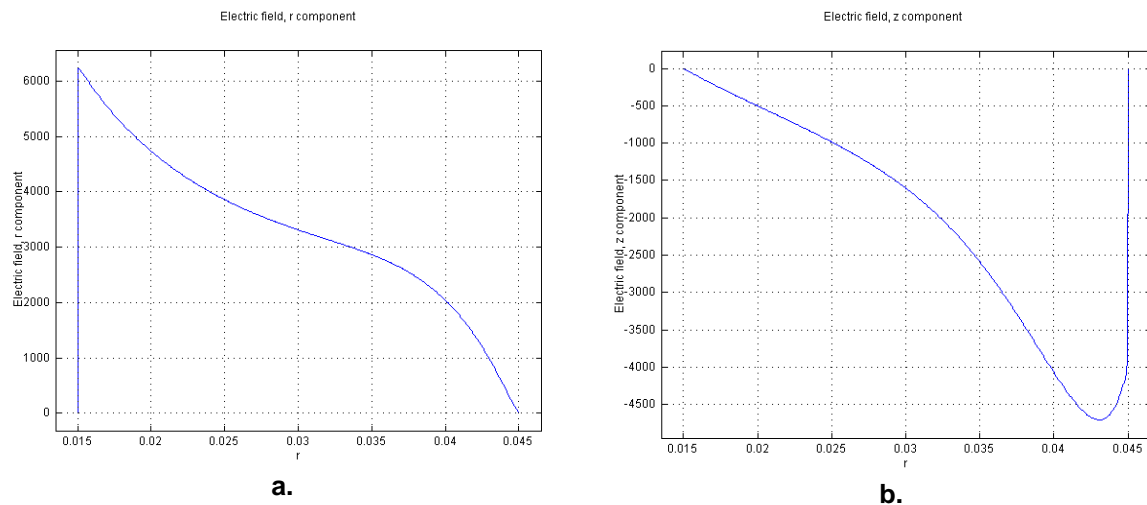 Electric field, r component
Electric field, r component
6000
5000
4000
3000
2000
1000
0
0.015 0.02 0.025 0.03 0.035 0.04 0.045
r
a.
Electric field, z component
Electric field, z component
0
-500
-1000
-1500
-2000
-2500
-3000
-3500
-4000
-4500
0.015 0.02 0.025 0.03 0.035 0.04 0.045
r
b.